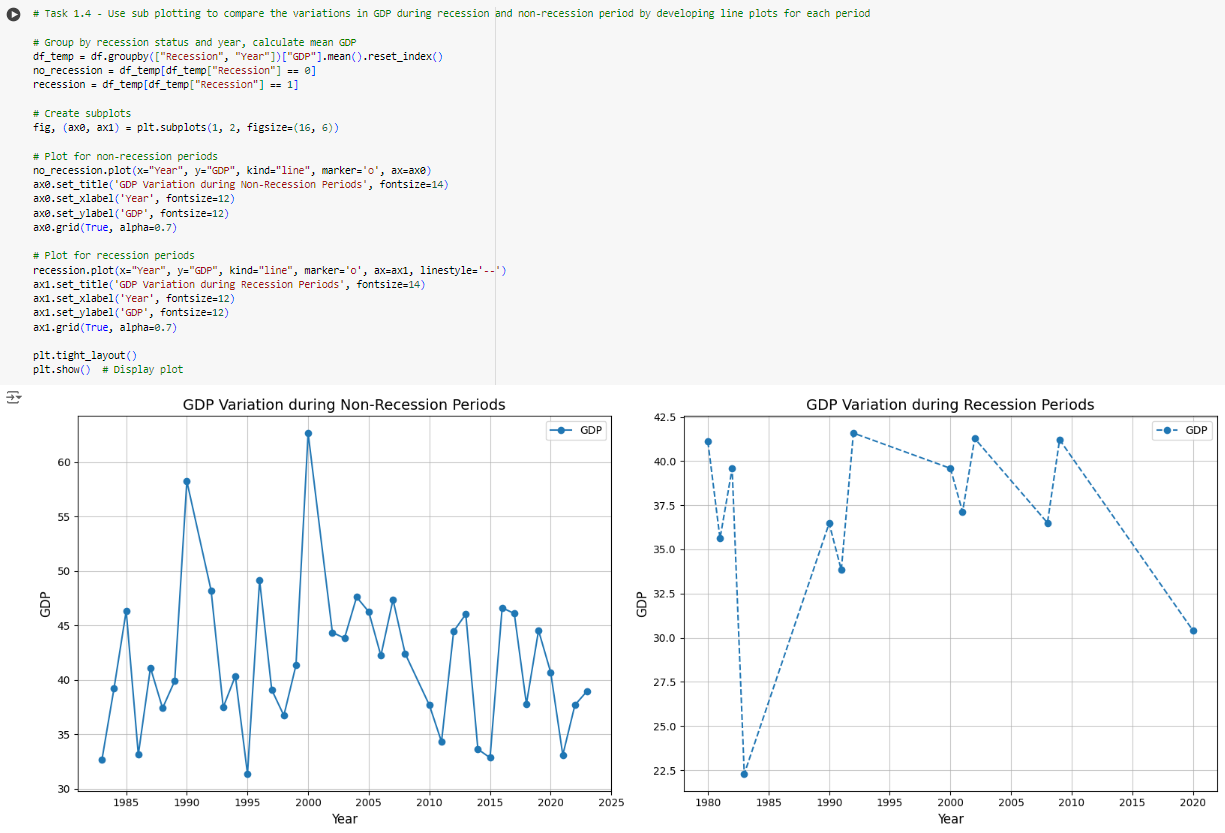 # Task 1.4 - Use sub plotting to compare the variations in GDP during recession and non-recession period by developing line plots for each period
# Group by recession status and year, calculate mean GDP
df_temp = df.groupby(["Recession", "Year"])["GDP"].mean().reset_index()
no_recession = df_temp[df_temp["Recession"] == 0]
recession = df_temp[df_temp["Recession"] == 1]
# Create subplots
fig, (ax0, ax1) = plt.subplots(1, 2, figsize=(16, 6))
# Plot for non-recession periods
no_recession.plot(x="Year", y="GDP", kind="line", marker='o', ax=ax0)
ax0.set_title('GDP Variation during Non-Recession Periods', fontsize=14)
ax0.set_xlabel('Year', fontsize=12)
ax0.set_ylabel('GDP', fontsize=12)
ax0.grid(True, alpha=0.7)
# Plot for recession periods
recession.plot(x="Year", y="GDP", kind="line", marker='o', ax=ax1, linestyle='--')
ax1.set_title('GDP Variation during Recession Periods', fontsize=14)
ax1.set_xlabel('Year', fontsize=12)
ax1.set_ylabel('GDP', fontsize=12)
ax1.grid(True, alpha=0.7)
plt.tight_layout()
plt.show()  # Display plot
GDP Variation during Non-Recession Periods
GDP
60
55
50
45
40
35
30
GDP
1985 1990 1995 2000 2005 2010 2015 2020 2025
Year
GDP Variation during Recession Periods
GDP
42.5
40.0
37.5
35.0
32.5
30.0
27.5
25.0
22.5
GDP
1980 1985 1990 1995 2000 2005 2010 2015 2020
Year